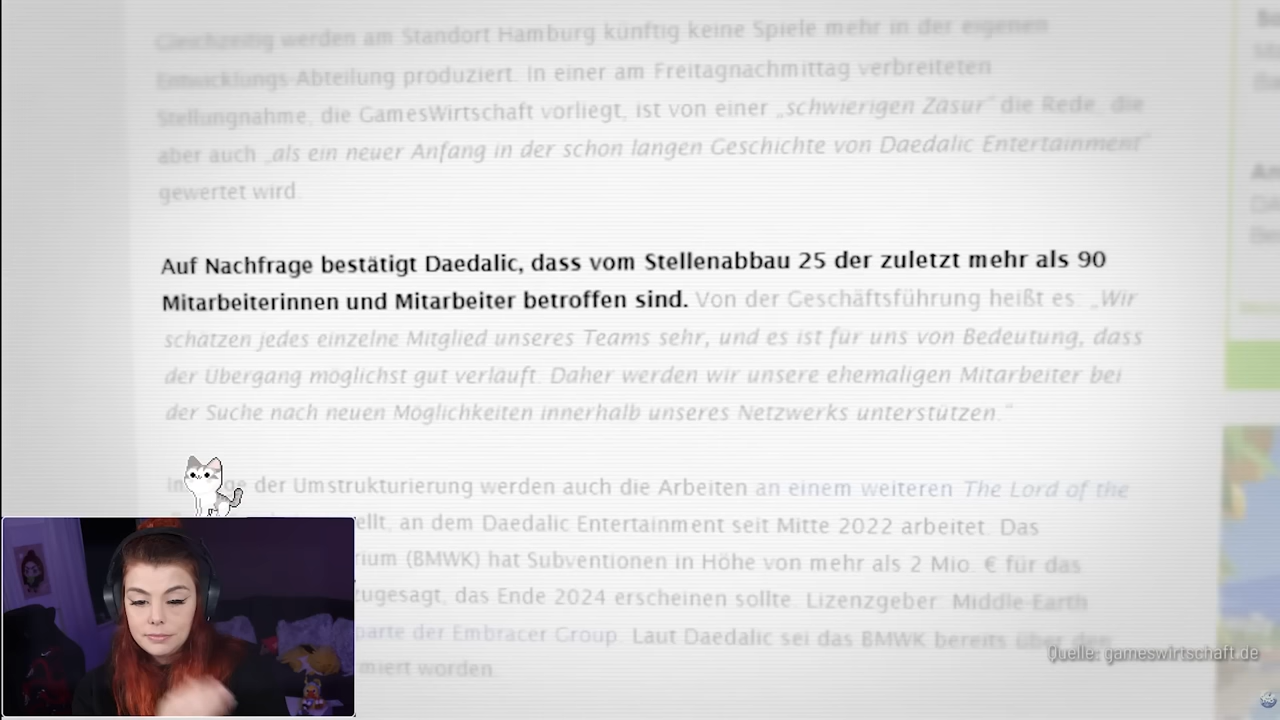 Gleichzeitig werden am Standort Hamburg künftig keine Spiele mehr in der eigenen
Entwicklungs-Abteilung produziert. In einer am Freitagnachmittag verbreiteten
Stellungnahme, die GamesWirtschaft vorliegt, ist von einer „schwierigen Zäsur“ die Rede, die
aber auch „als ein neuer Anfang in der schon langen Geschichte von Daedalic Entertainment“
gewertet wird.
Auf Nachfrage bestätigt Daedalic, dass vom Stellenabbau 25 der zuletzt mehr als 90
Mitarbeiterinnen und Mitarbeiter betroffen sind. Von der Geschäftsführung heißt es: „Wir
schätzen jedes einzelne Mitglied unseres Teams sehr, und es ist für uns von Bedeutung, dass
der Übergang möglichst gut verläuft. Daher werden wir unsere ehemaligen Mitarbeiter bei
der Suche nach neuen Möglichkeiten innerhalb unseres Netzwerks unterstützen.“
der Umstrukturierung werden auch die Arbeiten an einem weiteren The Lord of the
ellt, an dem Daedalic Entertainment seit Mitte 2022 arbeitet. Das
rium (BMWK) hat Subventionen in Höhe von mehr als 2 Mio. € für das
zugesagt, das Ende 2024 erscheinen sollte. Lizenzgeber: Middle-Earth
parte der Embracer Group. Laut Daedalic sei das BMWK bereits über den
rmiert worden.
Quelle: gameswirtschaft.de